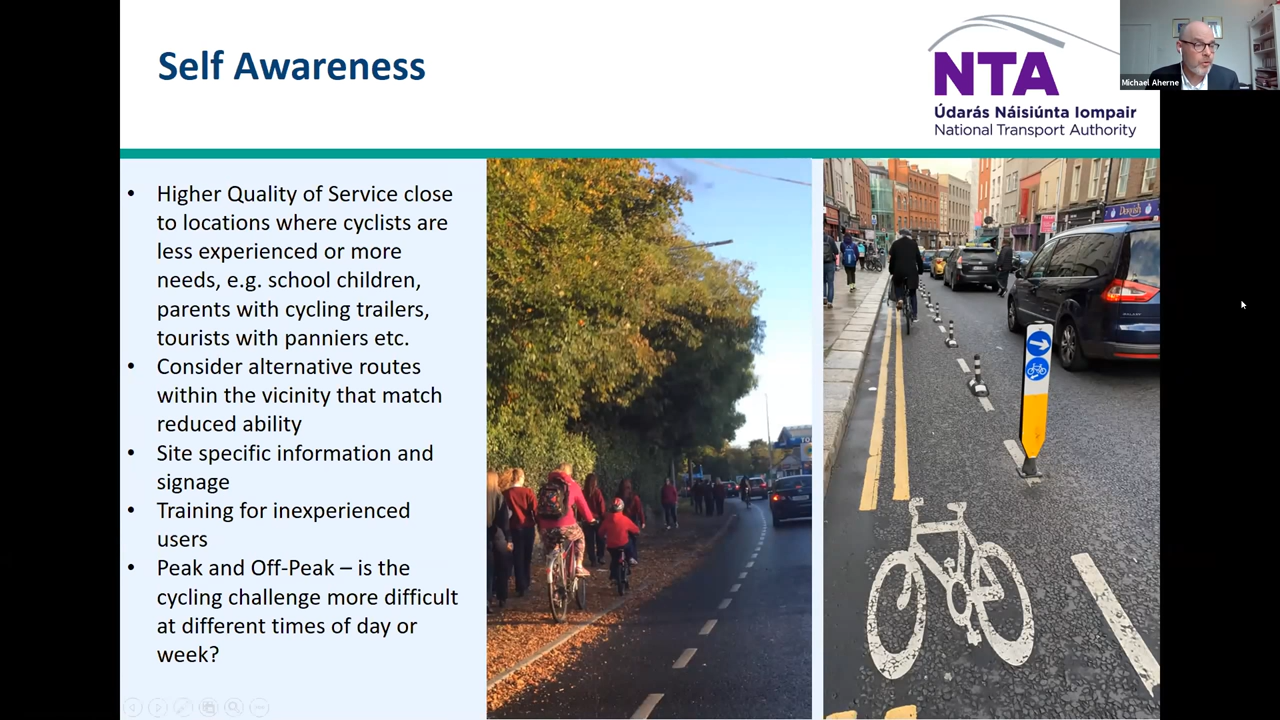 Self Awareness
NTA
Údarás Náisiúnta Iompair
National Transport Authority
Michael Aherne
• Higher Quality of Service close
to locations where cyclists are
less experienced or more
needs, e.g. school children,
parents with cycling trailers,
tourists with panniers etc.
• Consider alternative routes
within the vicinity that match
reduced ability
• Site specific information and
signage
• Training for inexperienced
users
• Peak and Off-Peak – is the
cycling challenge more difficult
at different times of day or
week?